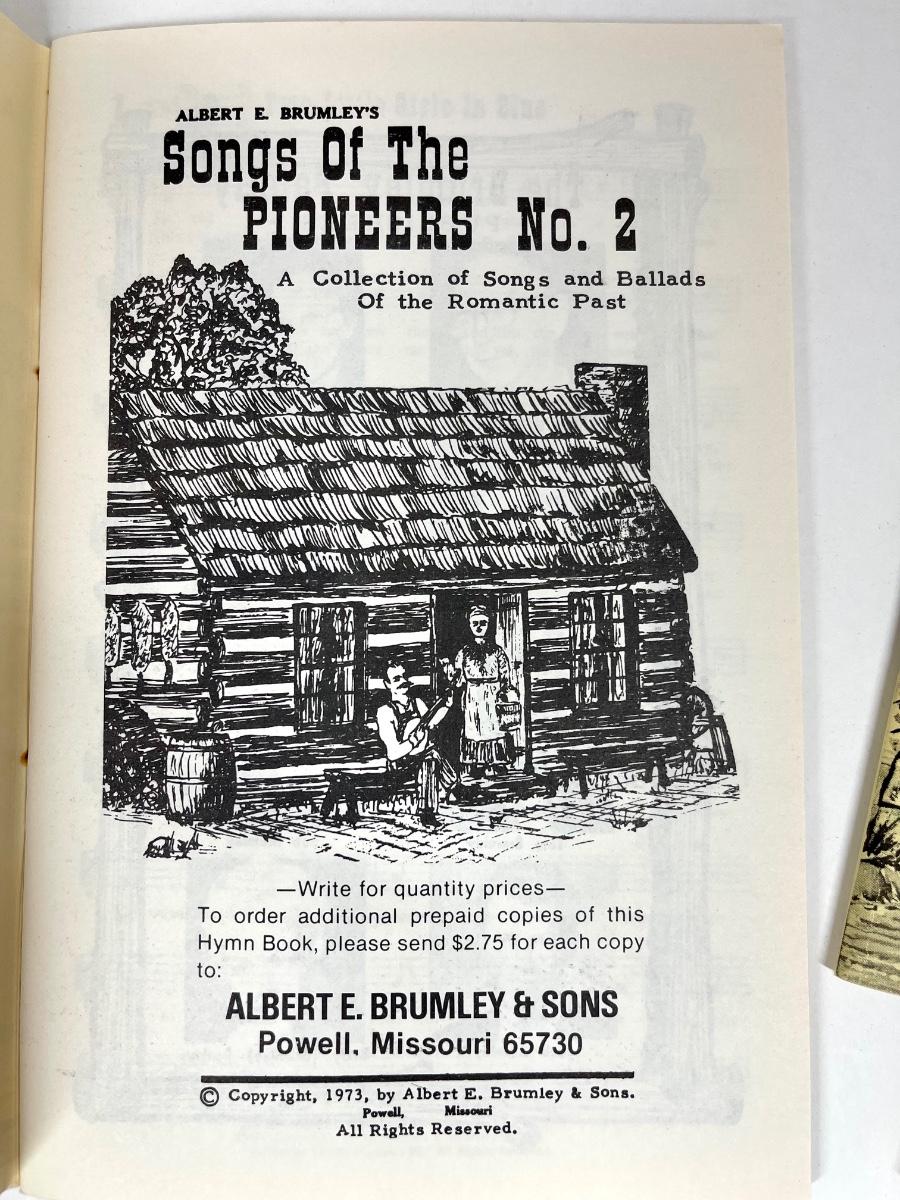 ALBERT E. BRUMLEY'S
Songs Of The
PIONEERS No. 2
A Collection of Songs and Ballads
Of the Romantic Past
—Write for quantity prices—
To order additional prepaid copies of this
Hymn Book, please send $2.75 for each copy
to:
ALBERT E. BRUMLEY & SONS
Powell, Missouri 65730
© Copyright, 1973, by Albert E. Brumley & Sons.
Powell, Missouri
All Rights Reserved.